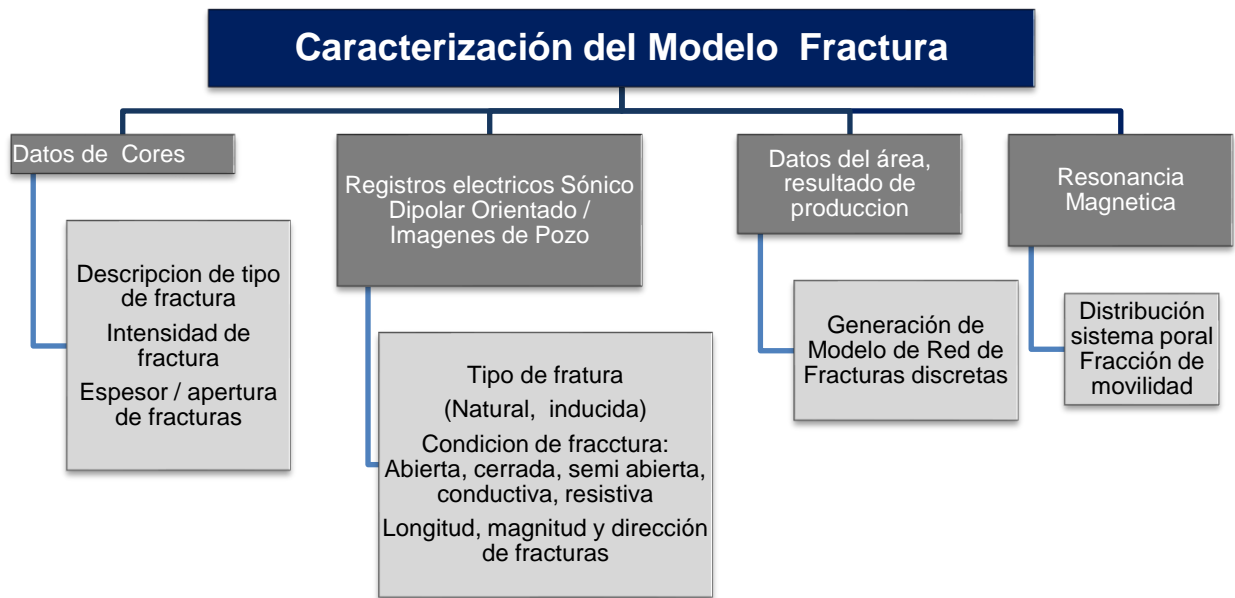 Caracterización del Modelo Fractura
Datos de Cores
Descripcion de tipo
de fractura
Intensidad de
fractura
Espesor / apertura
de fracturas
Registros electricos Sónico
Dipolar Orientado /
Imagenes de Pozo
Tipo de fratura
(Natural, inducida)
Condicion de fracctura:
Abierta, cerrada, semi abierta,
conductiva, resistiva
Longitud, magnitud y dirección
de fracturas
Datos del área,
resultado de
produccion
Generación de
Modelo de Red de
Fracturas discretas
Resonancia
Magnetica
Distribución
sistema poral
Fracción de
movilidad